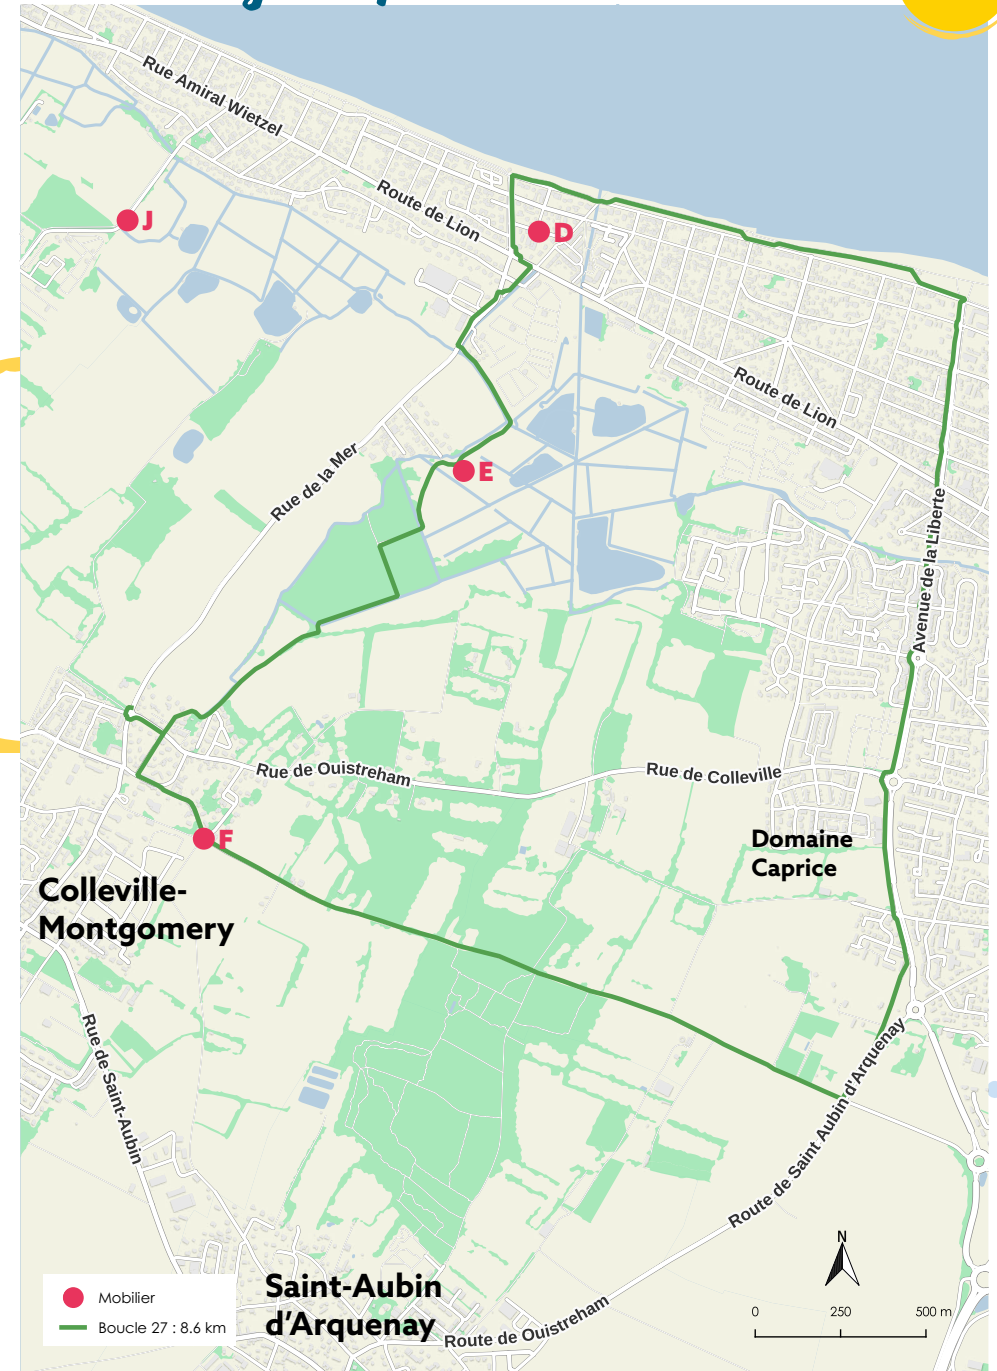 Rue Amiral Wietzel
Route de Lion
J
D
Route de Lion
Rue de la Mer
E
Avenue de la Liberte
Rue de Ouistreham
Rue de Colleville
Domaine
Caprice
F
Colleville-
Montgomery
Rue de Saint-Aubin
Route de Saint Aubin d'Arquenay
N
0 250 500 m
Saint-Aubin
d'Arquenay
Route de Ouistreham
Mobilier
Boucle 27 : 8.6 km